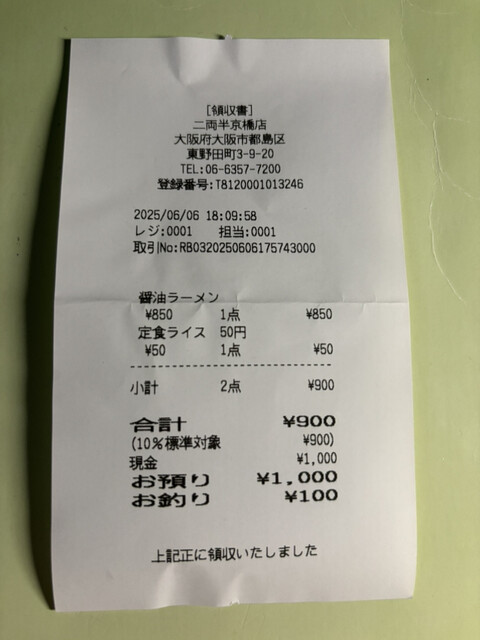 [領収書]
二両半京橋店
大阪府大阪市都島区
東野田町3-9-20
TEL:06-6357-7200
登録番号:T8120001013246
2025/06/06 18:09:58
レジ:0001 担当:0001
取引No:RB0320250606175743000
醤油ラーメン
¥850 1点 ¥850
定食ライス 50円
¥50 1点 ¥50
小計 2点 ¥900
合計 ¥900
(10%標準対象 ¥900)
現金 ¥1,000
お預り ¥1,000
お釣り ¥100
上記正に領収いたしました